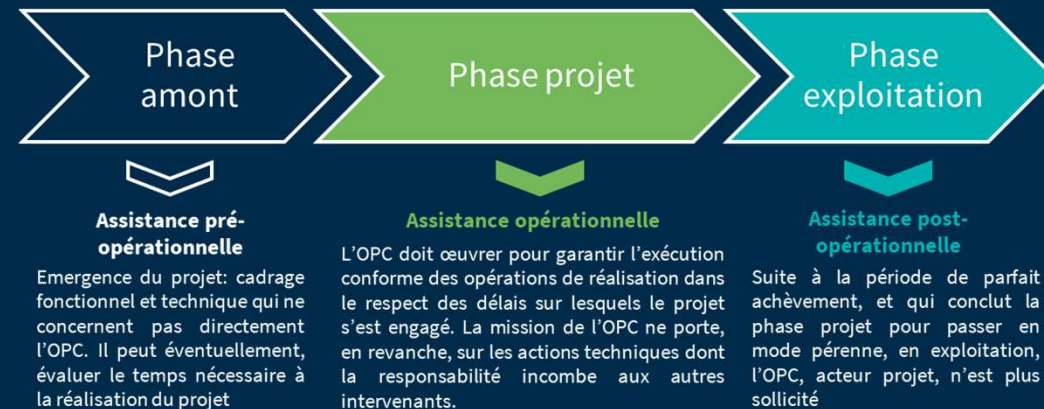 Phase
amont
Phase projet
Phase
exploitation
Assistance pré-
opérationnelle
Emergence du projet: cadrage
fonctionnel et technique qui ne
concernent pas directement
l’OPC. Il peut éventuellement,
évaluer le temps nécessaire à
la réalisation du projet
Assistance opérationnelle
L’OPC doit œuvrer pour garantir l’exécution
conforme des opérations de réalisation dans
le respect des délais sur lesquels le projet
s’est engagé. La mission de l’OPC ne porte,
en revanche, sur les actions techniques dont
la responsabilité incombe aux autres
intervenants.
Assistance post-
opérationnelle
Suite à la période de parfait
achèvement, et qui conclut la
phase projet pour passer en
mode pérenne, en exploitation,
l’OPC, acteur projet, n’est plus
sollicité